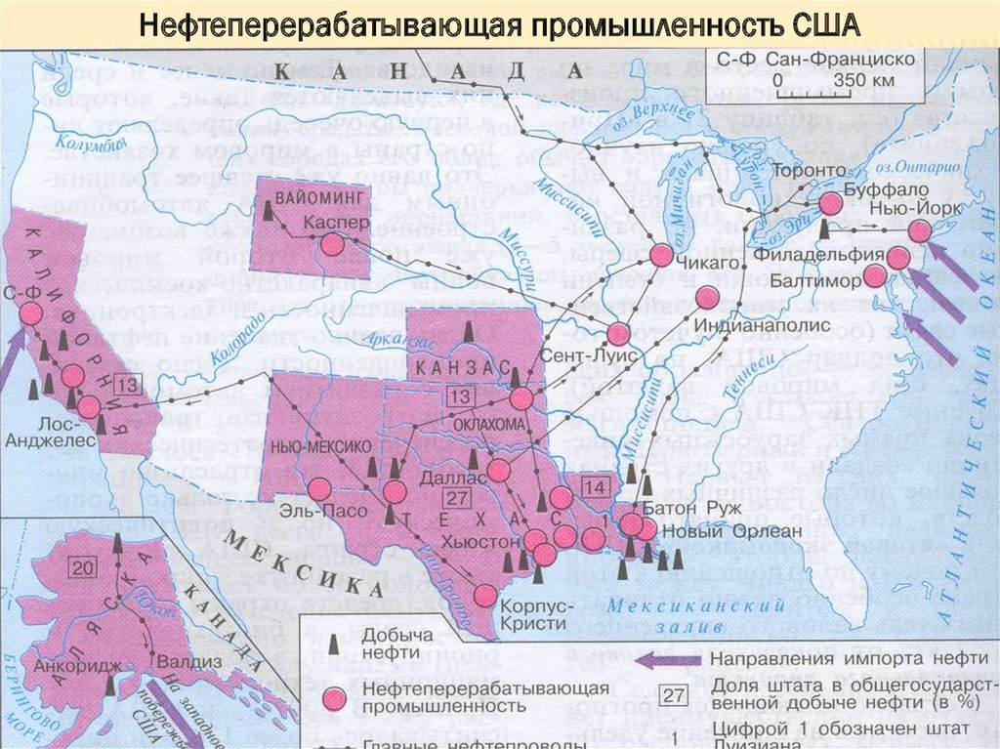 Нефтеперерабатывающая промышленность США
С-Ф Сан-Франциско
350 км
КАНАДА
оз.Верхнее
Колумбия
Торонто
оз.Онтарио
Буффало
Нью-Йорк
ВАЙОМИНГ
Каспер
Миссисипи
Миссури
оз.Мичиган
оз.Гурон
оз.Эри
Чикаго
Филадельфия
Балтимор
КАЛИФОРНИЯ
С-Ф
Колорадо
Арканзас
Индианаполис
Сент-Луис
КАНЗАС
13
13
Теннеси
Миссисипи
АТЛАНТИЧЕСКИЙ ОКЕАН
Лос-
Анджелес
ОКЛАХОМА
НЬЮ-МЕКСИКО
Даллас
27
14
Эль-Пасо
ТЕХАС
1
Батон Руж
Хьюстон
Новый Орлеан
МЕКСИКА
Рио-Гранде
20
АЛЯСКА
КАНАДА
Юкон
Корпус-
Кристи
Мексиканский
залив
Анкоридж
Валдиз
БЕРИНГОВО
МОРЕ
На западное
побережье
США
Добыча
нефти
Нефтеперерабатывающая
промышленность
Главные нефтепроводы
Направления импорта нефти
27
Доля штата в общегосударст-
венной добыче нефти (в %)
Цифрой 1 обозначен штат
Луизиана